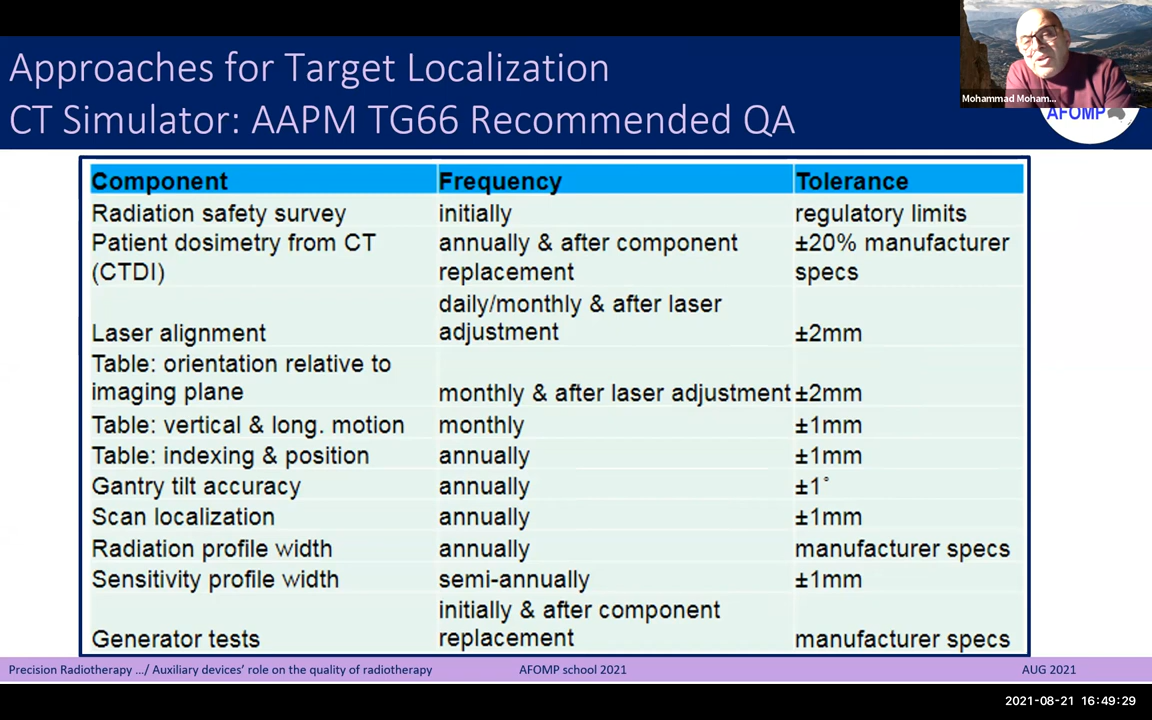 Approaches for Target Localization
CT Simulator: AAPM TG66 Recommended QA
Mohammad Moham...
AFOMP
Component Frequency Tolerance
Radiation safety survey initially regulatory limits
Patient dosimetry from CT annually & after component ±20% manufacturer
(CTDI) replacement specs
daily/monthly & after laser
Laser alignment adjustment ±2mm
Table: orientation relative to
imaging plane monthly & after laser adjustment ±2mm
Table: vertical & long. motion monthly ±1mm
Table: indexing & position annually ±1mm
Gantry tilt accuracy annually ±1°
Scan localization annually ±1mm
Radiation profile width annually manufacturer specs
Sensitivity profile width semi-annually ±1mm
initially & after component
Generator tests replacement manufacturer specs
Precision Radiotherapy .../ Auxiliary devices' role on the quality of radiotherapy AFOMP school 2021 AUG 2021
2021-08-21 16:49:29